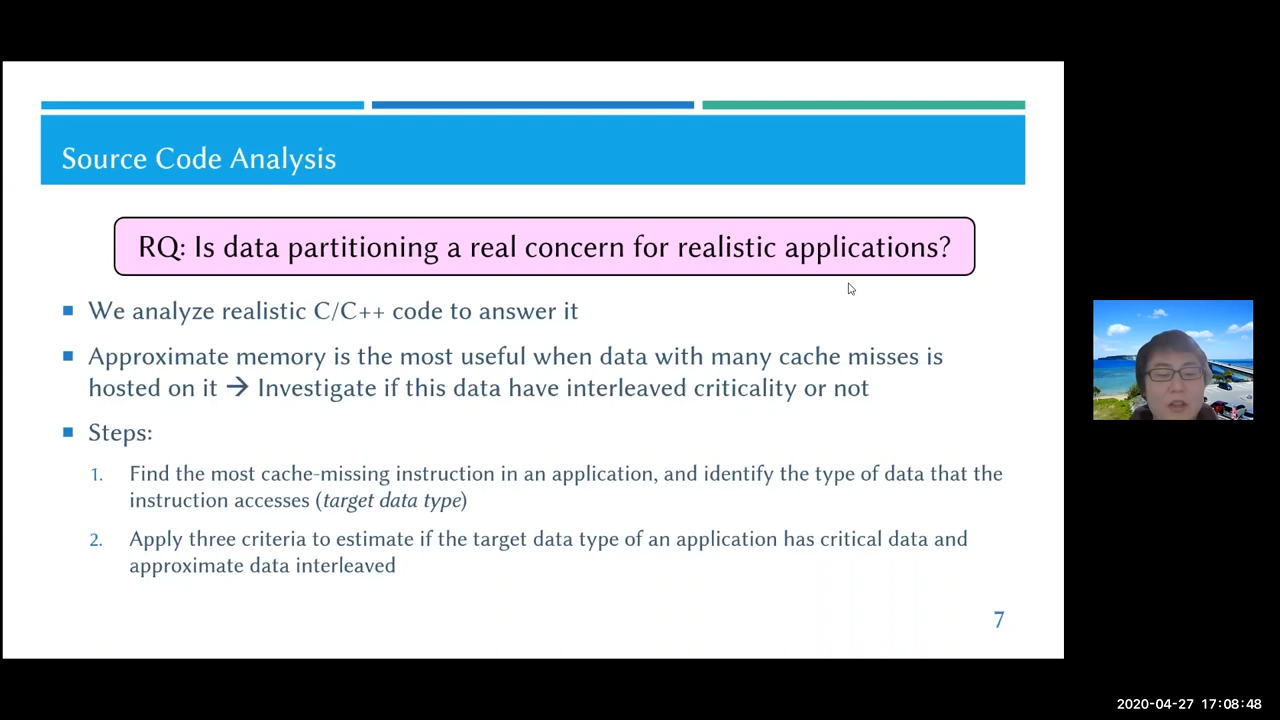 Source Code Analysis
RQ: Is data partitioning a real concern for realistic applications?
■ We analyze realistic C/C++ code to answer it
■ Approximate memory is the most useful when data with many cache misses is
hosted on it → Investigate if this data have interleaved criticality or not
■ Steps:
1. Find the most cache-missing instruction in an application, and identify the type of data that the
instruction accesses (target data type)
2. Apply three criteria to estimate if the target data type of an application has critical data and
approximate data interleaved
7
2020-04-27 17:08:48